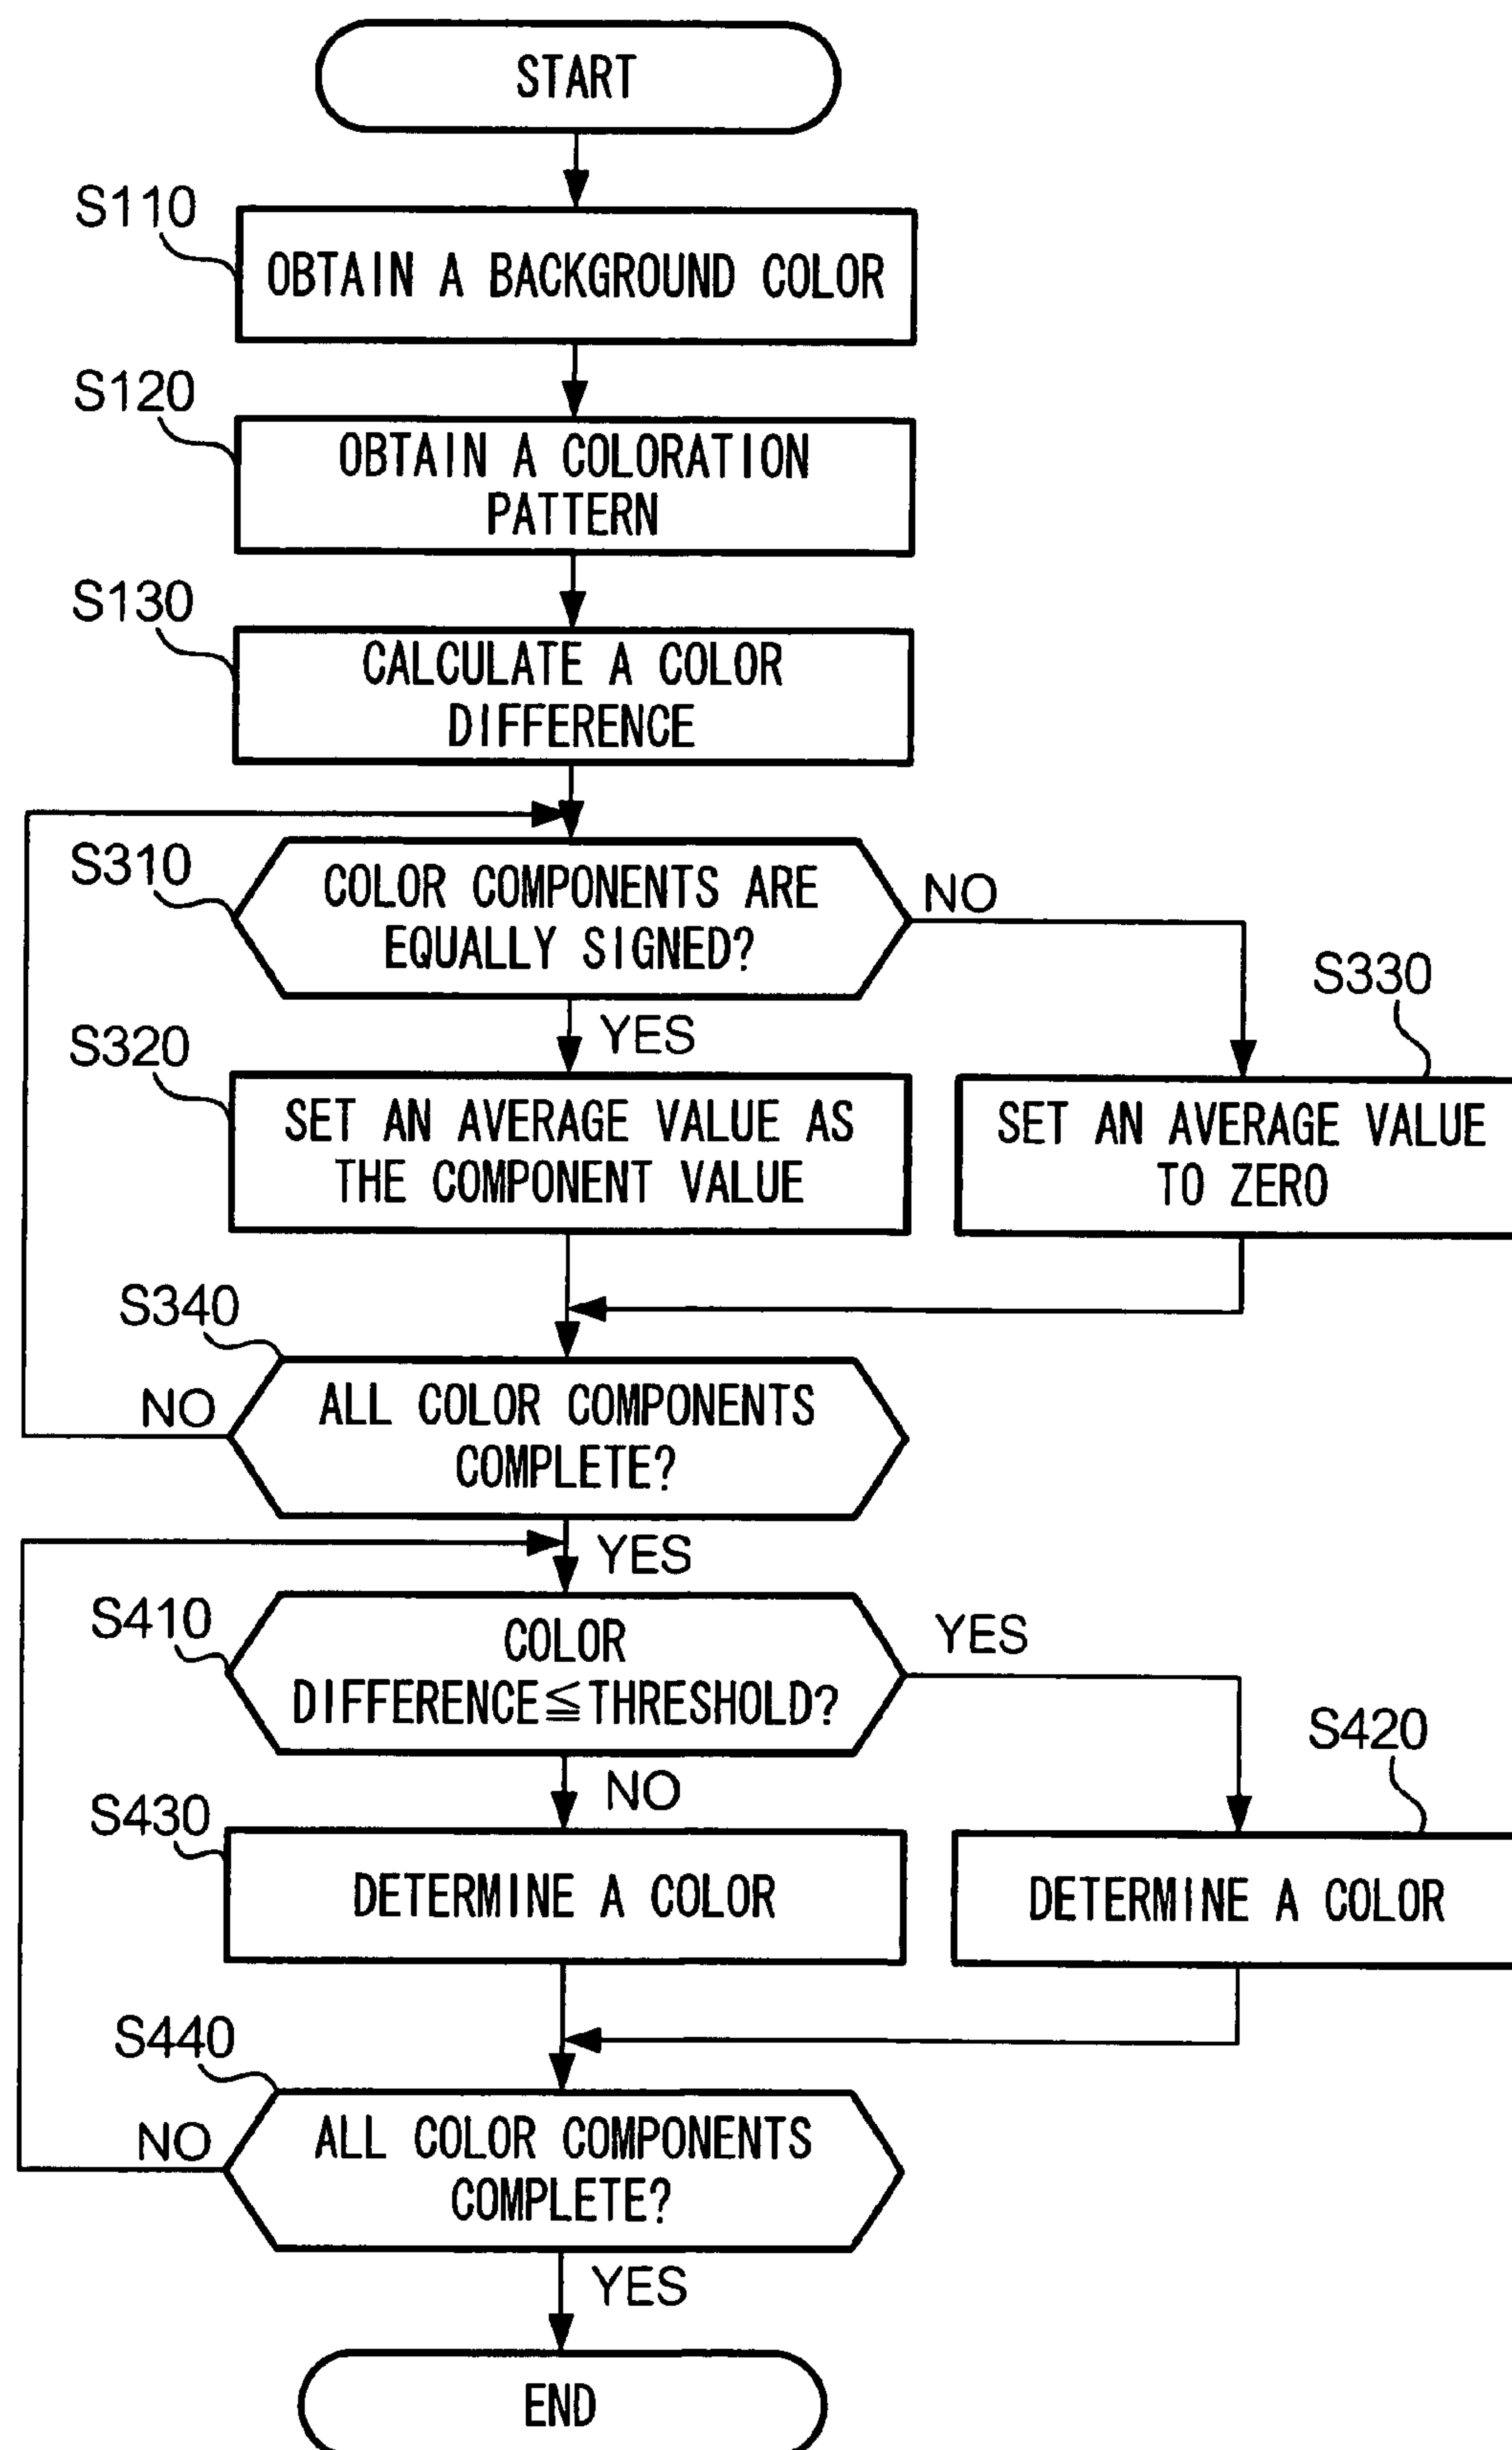 START
S110
OBTAIN A BACKGROUND COLOR
S120
OBTAIN A COLORATION
PATTERN
S130
CALCULATE A COLOR
DIFFERENCE
S310
COLOR COMPONENTS ARE
EQUALLY SIGNED?
NO
YES
S320
SET AN AVERAGE VALUE AS
THE COMPONENT VALUE
S330
SET AN AVERAGE VALUE
TO ZERO
S340
ALL COLOR COMPONENTS
COMPLETE?
NO
YES
S410
COLOR
DIFFERENCE≦THRESHOLD?
YES
NO
S420
DETERMINE A COLOR
S430
DETERMINE A COLOR
S440
ALL COLOR COMPONENTS
COMPLETE?
NO
YES
END